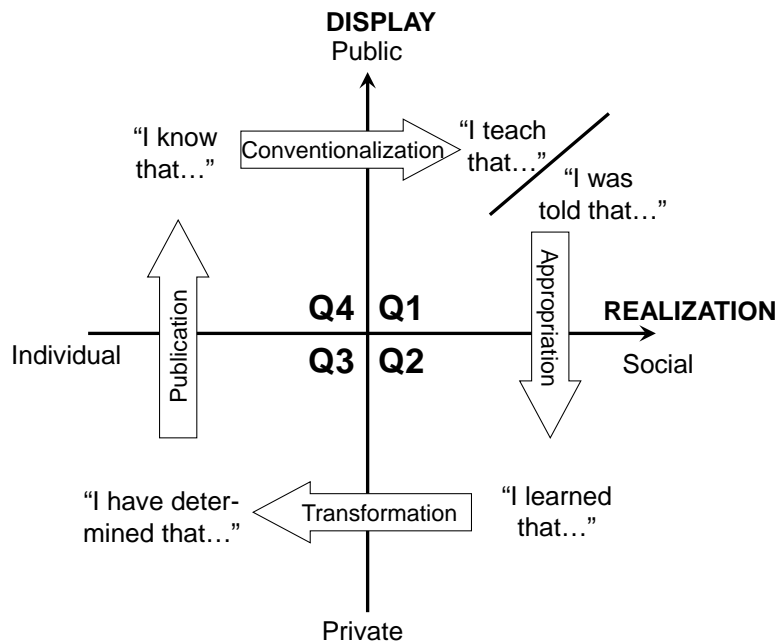 DISPLAY
Public
“I know
that…”
Conventionalization
“I teach
that…”
“I was
told that…”
Publication
Appropriation
Q4 Q1
REALIZATION
Individual
Q3 Q2
Social
“I have deter-
mined that…”
Transformation
“I learned
that…”
Private